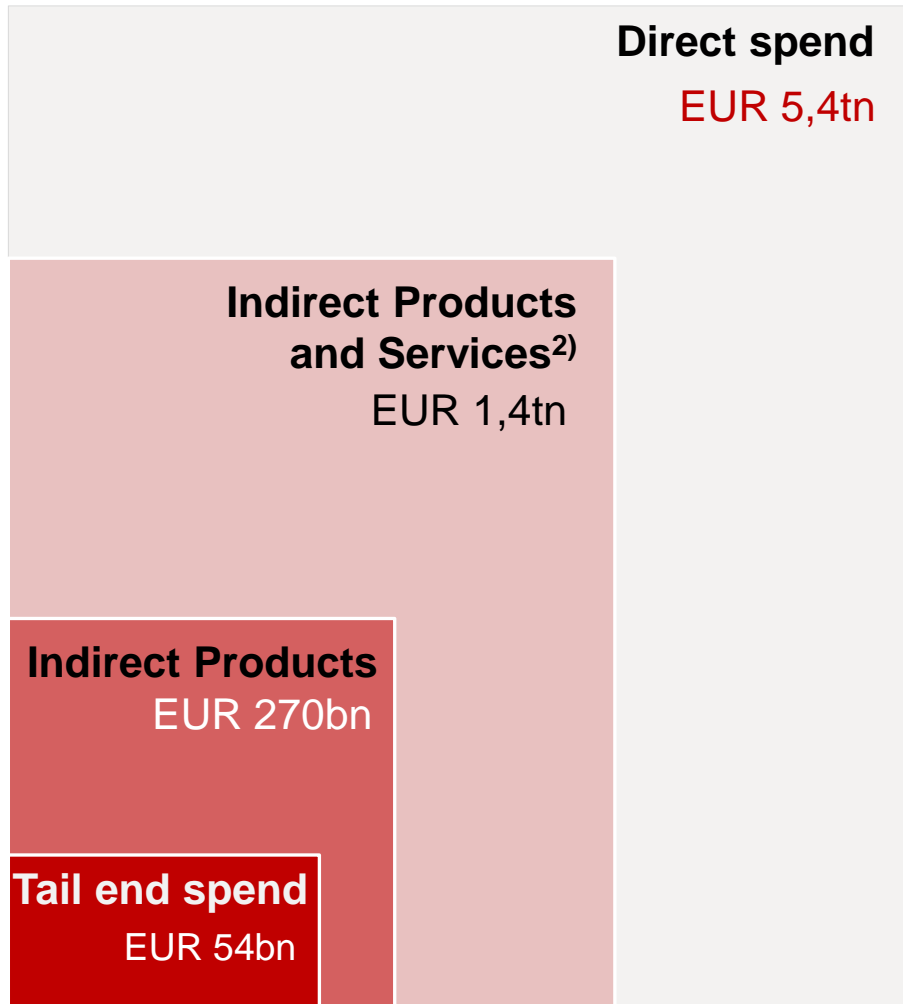 Direct spend
EUR 5,4tn
Indirect Products
and Services2)
EUR 1,4tn
Indirect Products
EUR 270bn
Tail end spend
EUR 54bn